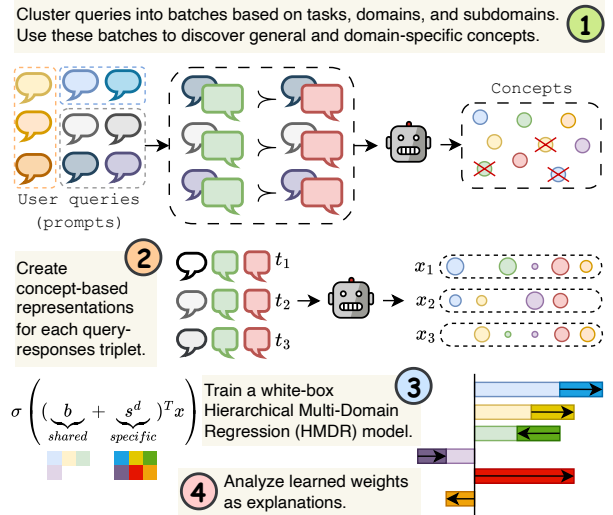 Cluster queries into batches based on tasks, domains, and subdomains.
Use these batches to discover general and domain-specific concepts.
1
Concepts
User queries
(prompts)
2
Create
concept-based
representations
for each query-
responses triplet.
t₁
t₂
t₃
x₁
x₂
x₃
σ ( ( b + s^d )^T x )
shared specific
3
Train a white-box
Hierarchical Multi-Domain
Regression (HMDR) model.
4
Analyze learned weights
as explanations.